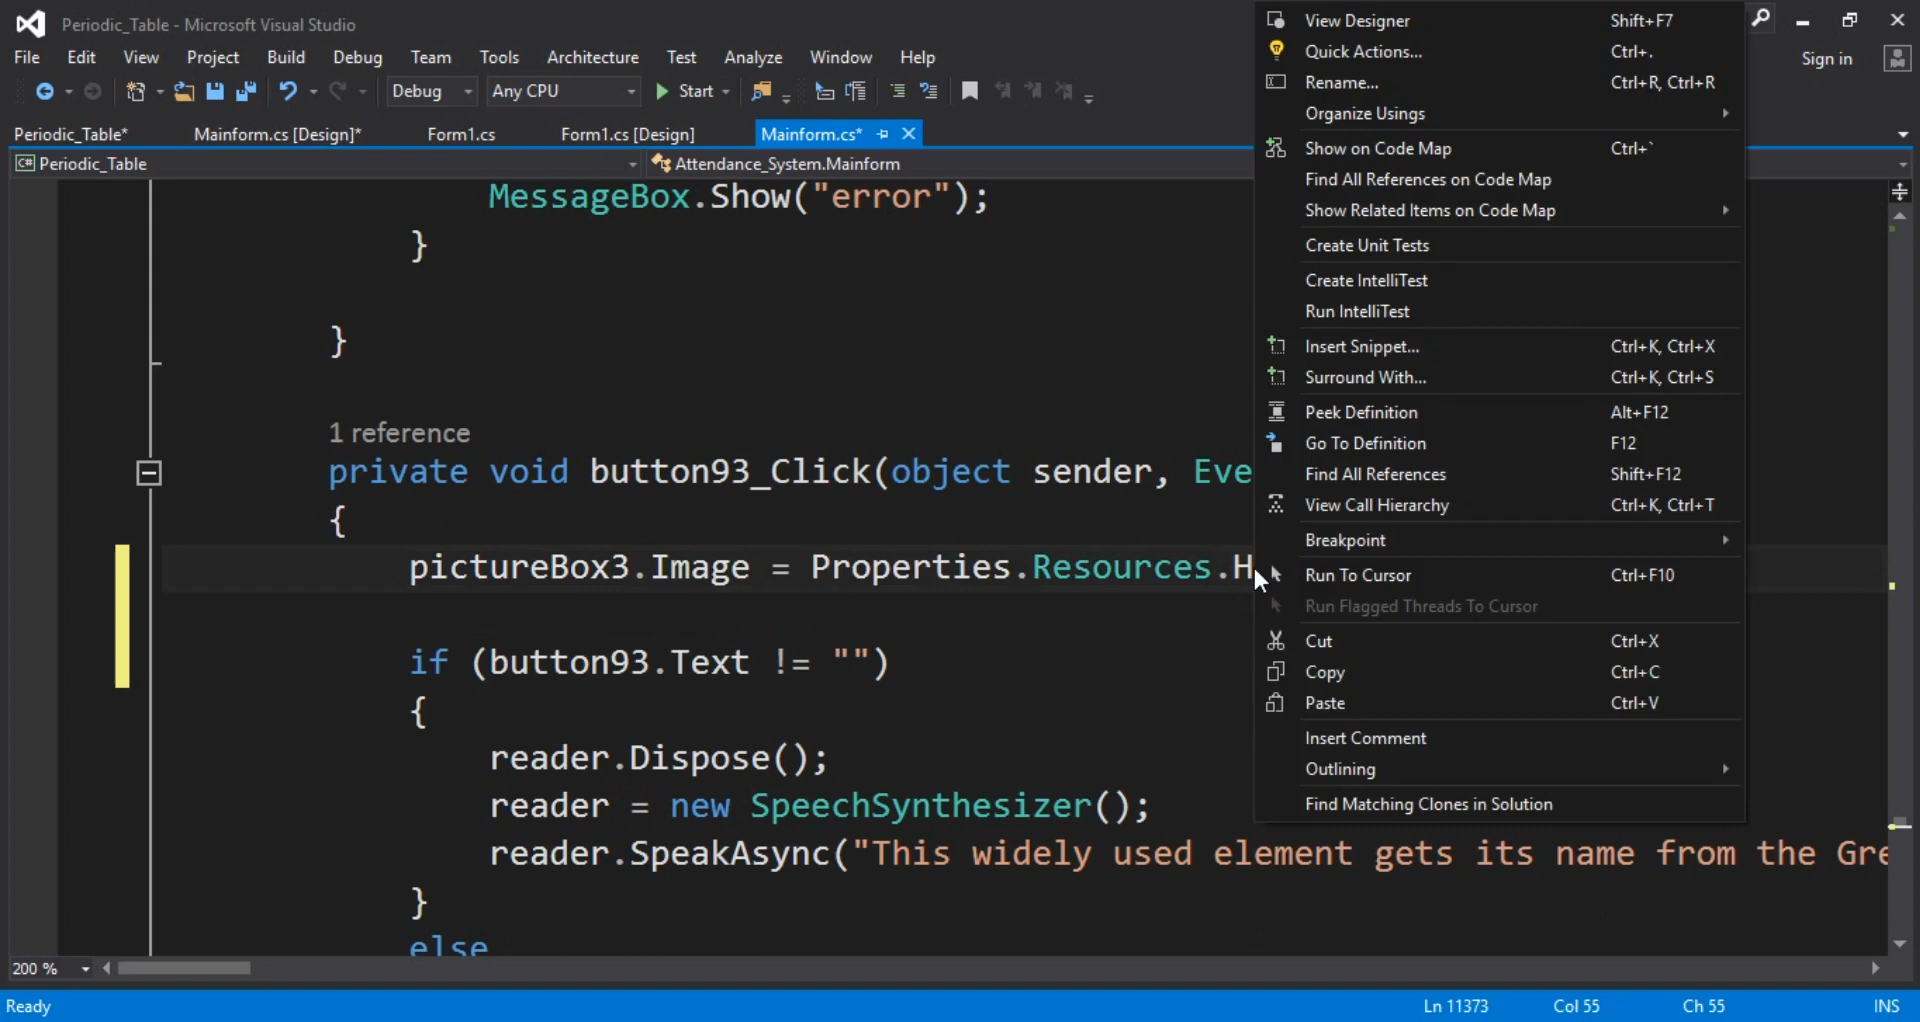 Periodic_Table - Microsoft Visual Studio
File Edit View Project Build Debug Team Tools Architecture Test Analyze Window Help
Sign in
Debug Any CPU Start
Periodic_Table* Mainform.cs [Design]* Form1.cs Form1.cs [Design] Mainform.cs*
C# Periodic_Table Attendance_System.Mainform
MessageBox.Show("error");
}
}
1 reference
private void button93_Click(object sender, Eve
{
pictureBox3.Image = Properties.Resources.H
if (button93.Text != "")
{
reader.Dispose();
reader = new SpeechSynthesizer();
reader.SpeakAsync("This widely used element gets its name from the Gre
}
else
View Designer Shift+F7
Quick Actions... Ctrl+.
Rename... Ctrl+R, Ctrl+R
Organize Usings
Show on Code Map Ctrl+`
Find All References on Code Map
Show Related Items on Code Map
Create Unit Tests
Create IntelliTest
Run IntelliTest
Insert Snippet... Ctrl+K, Ctrl+X
Surround With... Ctrl+K, Ctrl+S
Peek Definition Alt+F12
Go To Definition F12
Find All References Shift+F12
View Call Hierarchy Ctrl+K, Ctrl+T
Breakpoint
Run To Cursor Ctrl+F10
Run Flagged Threads To Cursor
Cut Ctrl+X
Copy Ctrl+C
Paste Ctrl+V
Insert Comment
Outlining
Find Matching Clones in Solution
200 %
Ready Ln 11373 Col 55 Ch 55 INS